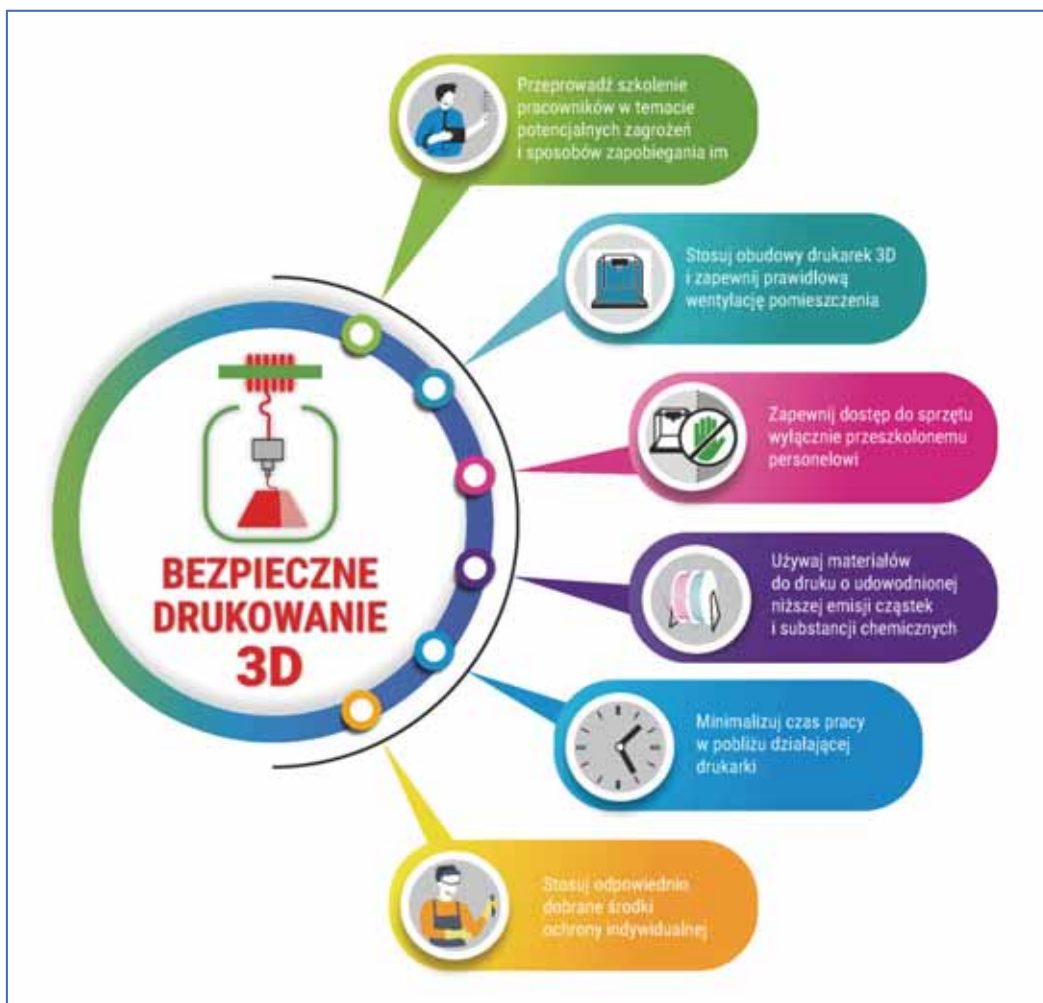 Przeprowadź szkolenie
pracowników w temacie
potencjalnych zagrożeń
i sposobów zapobiegania im
Stosuj obudowy drukarek 3D
i zapewnij prawidłową
wentylację pomieszczenia
Zapewnij dostęp do sprzętu
wyłącznie przeszkolonemu
personelowi
BEZPIECZNE
DRUKOWANIE
3D
Używaj materiałów
do druku o udowodnionej
niższej emisji cząstek
i substancji chemicznych
Minimalizuj czas pracy
w pobliżu działającej
drukarki
Stosuj odpowiednio
dobrane środki
ochrony indywidualnej